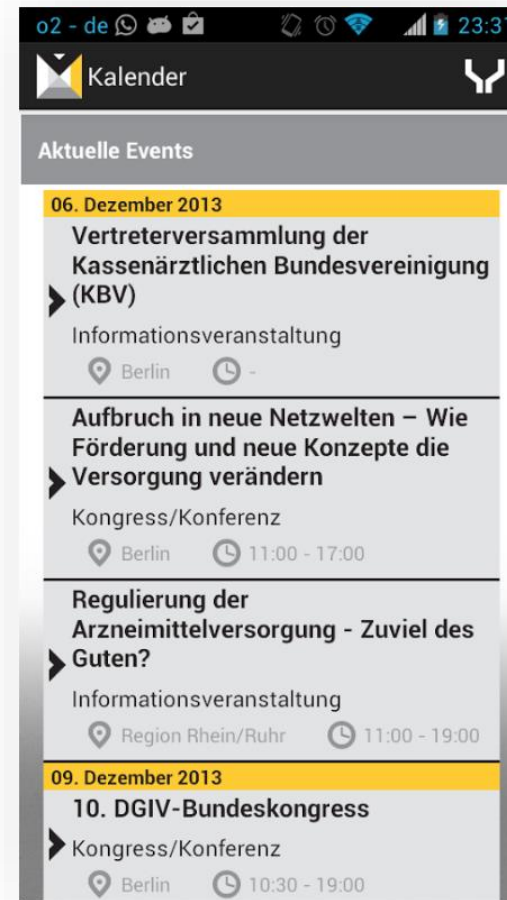 o2 - de 23:37
Kalender
Aktuelle Events
06. Dezember 2013
Vertreterversammlung der
Kassenärztlichen Bundesvereinigung
(KBV)
Informationsveranstaltung
Berlin -
Aufbruch in neue Netzwelten – Wie
Förderung und neue Konzepte die
Versorgung verändern
Kongress/Konferenz
Berlin 11:00 - 17:00
Regulierung der
Arzneimittelversorgung - Zuviel des
Guten?
Informationsveranstaltung
Region Rhein/Ruhr 11:00 - 19:00
09. Dezember 2013
10. DGIV-Bundeskongress
Kongress/Konferenz
Berlin 10:30 - 19:00